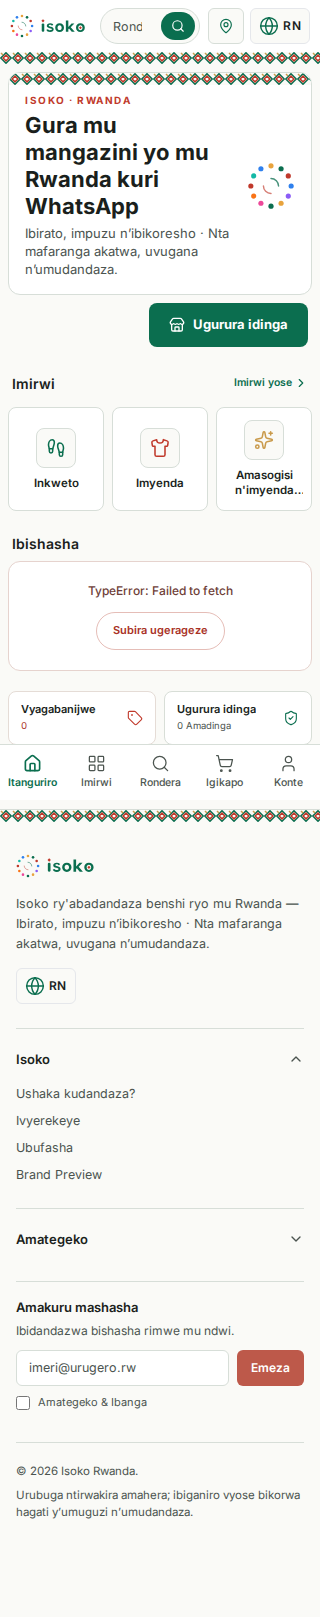 isoko
Rond
RN
ISOKO · RWANDA
Gura mu
mangazini yo mu
Rwanda kuri
WhatsApp
Ibirato, impuzu n'ibikoresho · Nta
mafaranga akatwa, uvugana
n'umudandaza.
Ugurura idinga
Imirwi
Imirwi yose
Inkweto
Imyenda
Amasogisi
n'imyenda...
Ibishasha
TypeError: Failed to fetch
Subira ugerageze
Vyagabanijwe
0
Ugurura idinga
0 Amadinga
Itanguriro
Imirwi
Rondera
Igikapo
Konte
isoko
Isoko ry'abadandaza benshi ryo mu Rwanda —
Ibirato, impuzu n'ibikoresho · Nta mafaranga
akatwa, uvugana n'umudandaza.
RN
Isoko
Ushaka kudandaza?
Ivyerekeye
Ubufasha
Brand Preview
Amategeko
Amakuru mashasha
Ibidandazwa bishasha rimwe mu ndwi.
imeri@urugero.rw
Emeza
Amategeko & Ibanga
© 2026 Isoko Rwanda.
Urubuga ntirwakira amahera; ibiganiro vyose bikorwa
hagati y'umuguzi n'umudandaza.